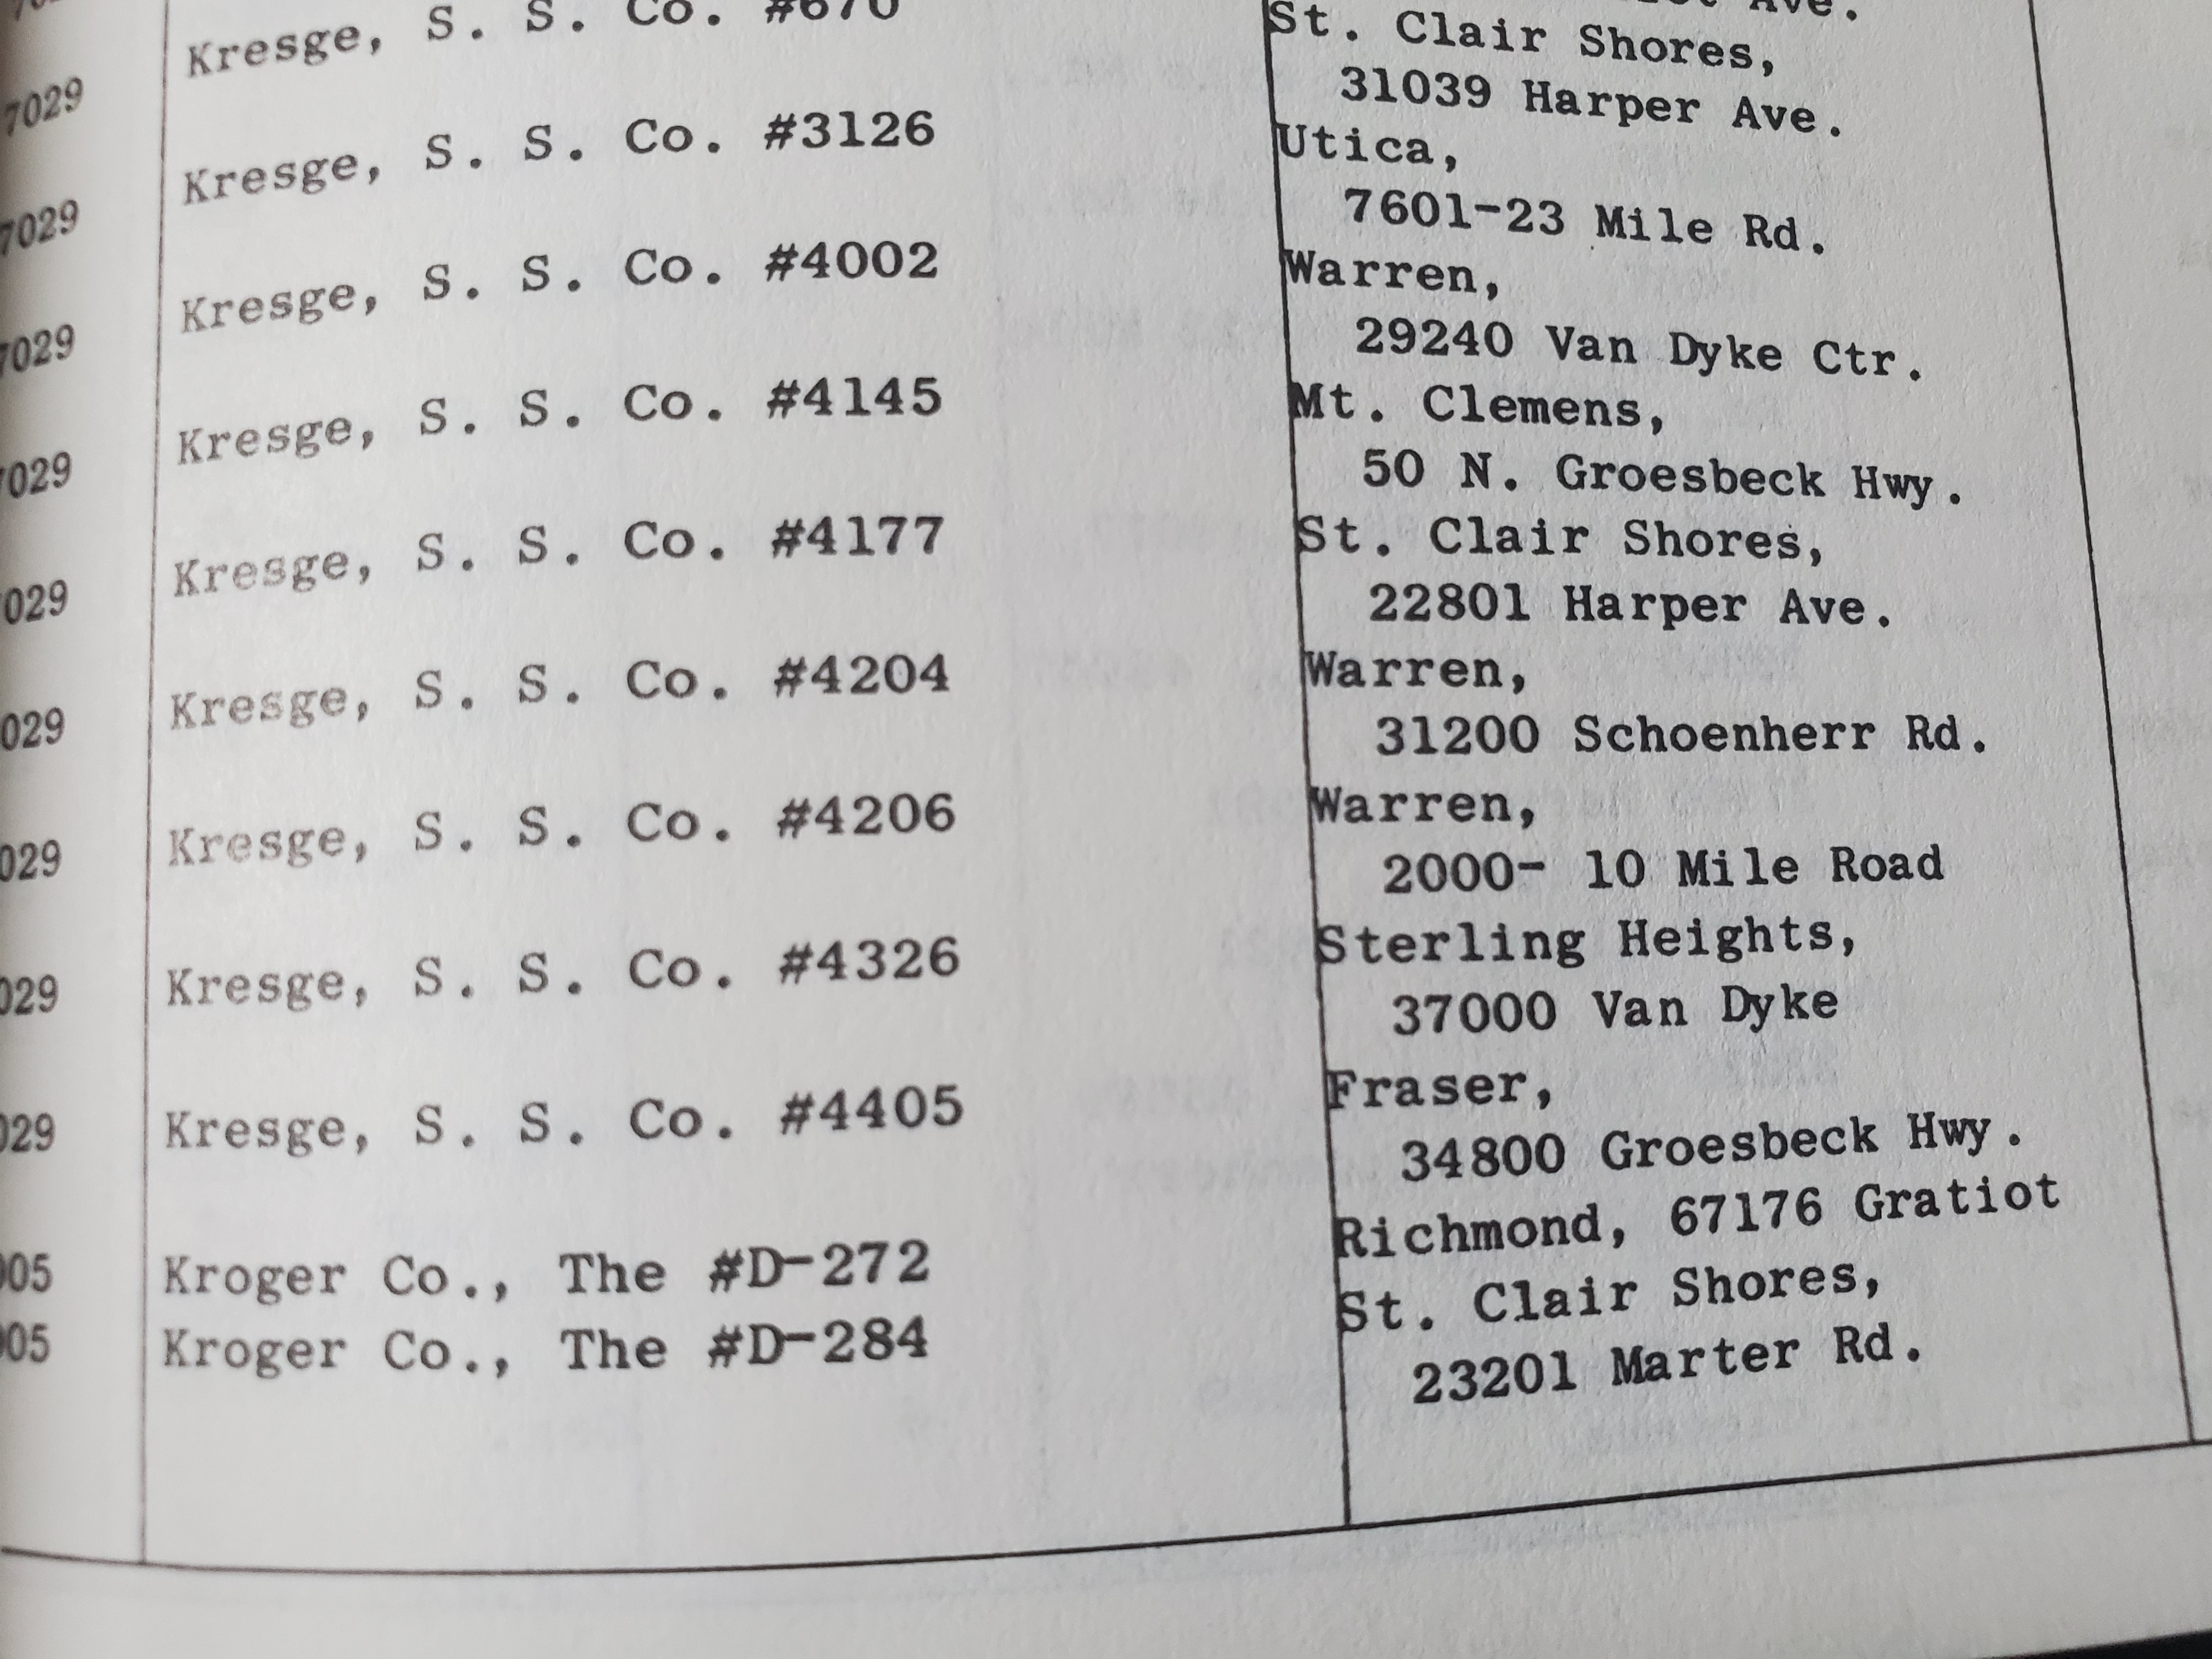 Ave.
7029 Kresge, S. S. Co. #670 St. Clair Shores,
31039 Harper Ave.
7029 Kresge, S. S. Co. #3126 Utica,
7601-23 Mile Rd.
7029 Kresge, S. S. Co. #4002 Warren,
29240 Van Dyke Ctr.
7029 Kresge, S. S. Co. #4145 Mt. Clemens,
50 N. Groesbeck Hwy.
029 Kresge, S. S. Co. #4177 St. Clair Shores,
22801 Harper Ave.
029 Kresge, S. S. Co. #4204 Warren,
31200 Schoenherr Rd.
029 Kresge, S. S. Co. #4206 Warren,
2000- 10 Mile Road
029 Kresge, S. S. Co. #4326 Sterling Heights,
37000 Van Dyke
029 Kresge, S. S. Co. #4405 Fraser,
34800 Groesbeck Hwy.
005 Kroger Co., The #D-272 Richmond, 67176 Gratiot
005 Kroger Co., The #D-284 St. Clair Shores,
23201 Marter Rd.